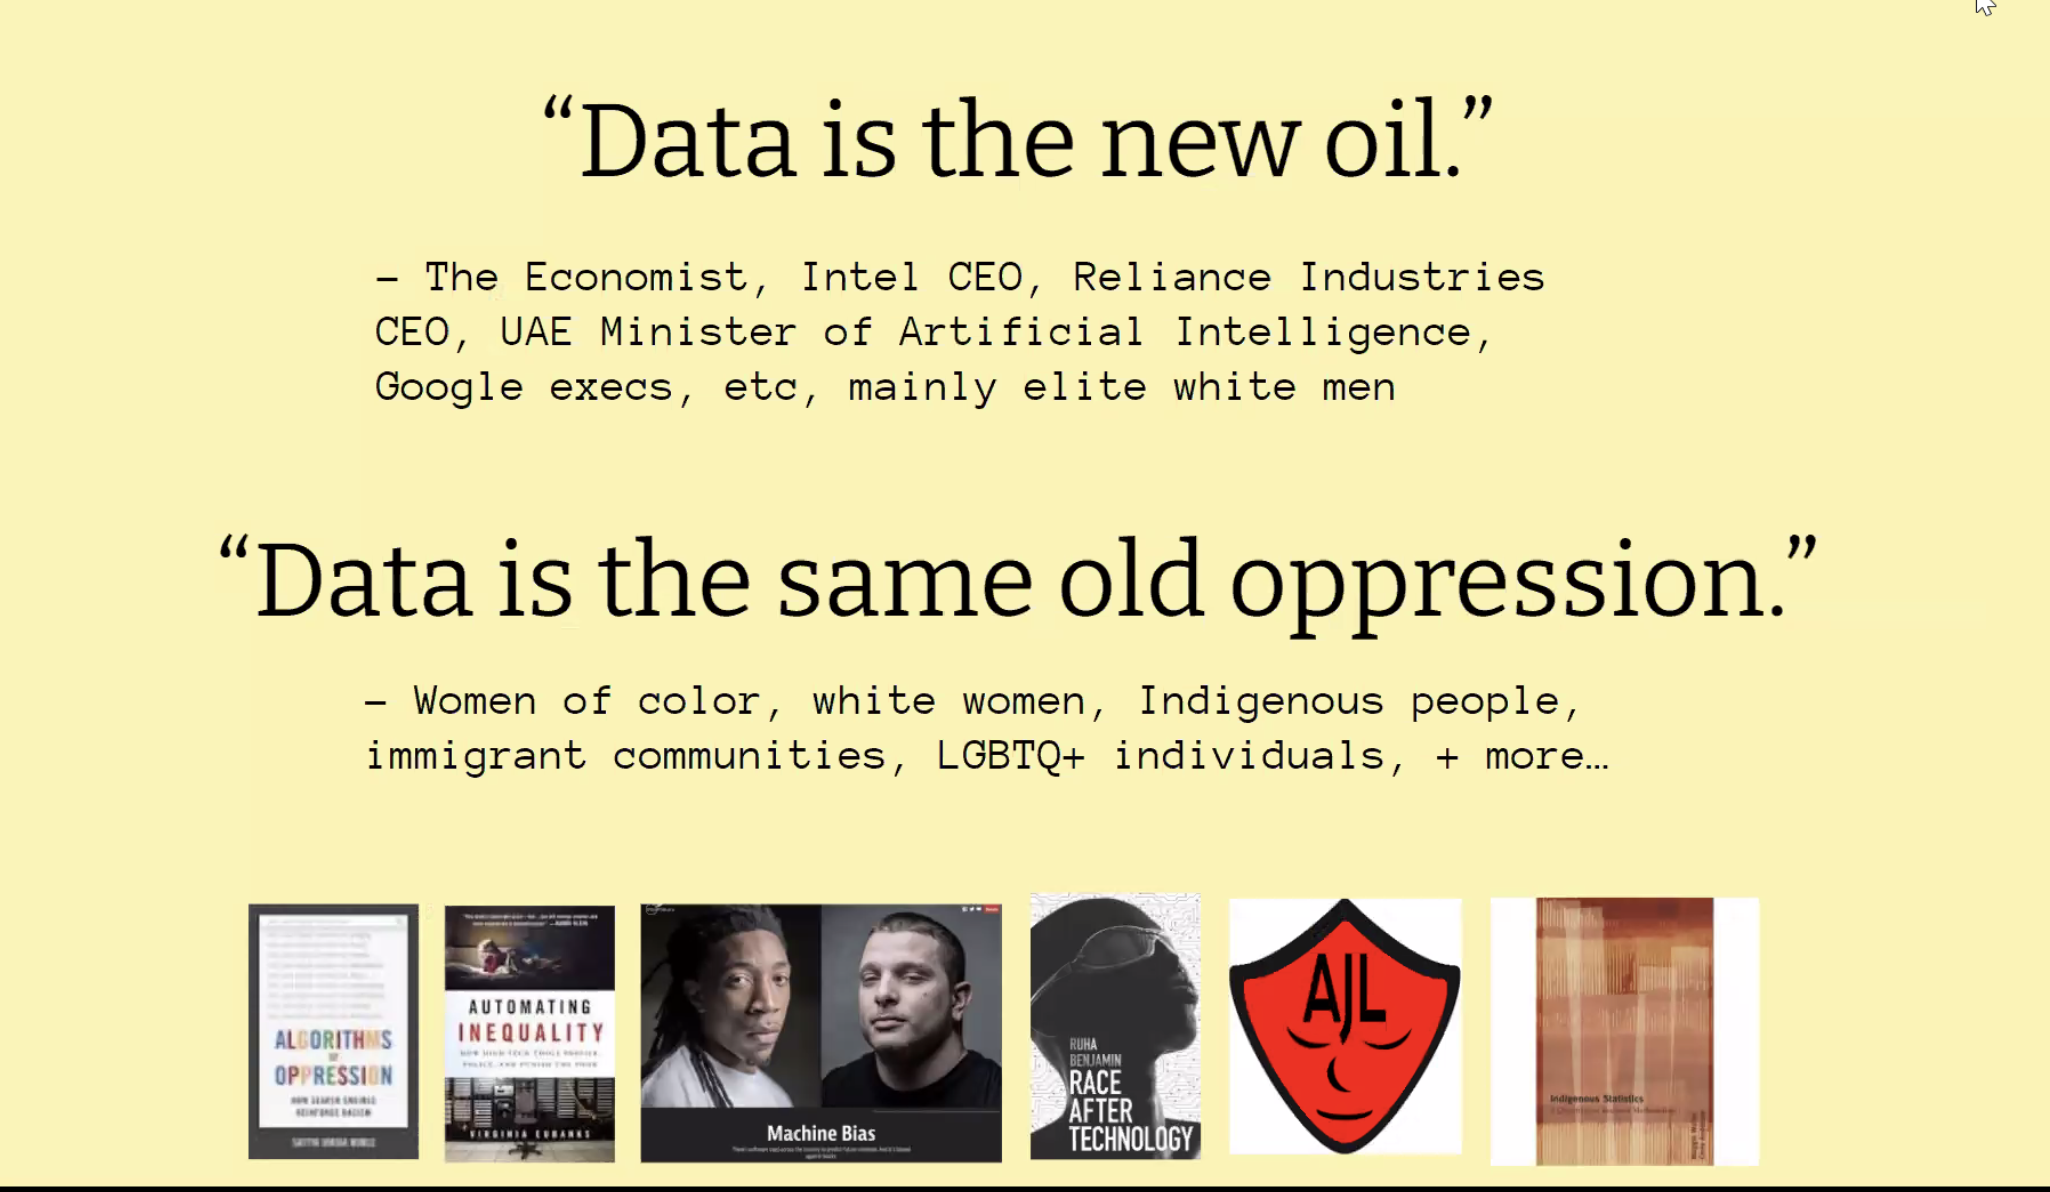 “Data is the new oil.”
– The Economist, Intel CEO, Reliance Industries
CEO, UAE Minister of Artificial Intelligence,
Google execs, etc, mainly elite white men
“Data is the same old oppression.”
– Women of color, white women, Indigenous people,
immigrant communities, LGBTQ+ individuals, + more…
ALGORITHMS
OF
OPPRESSION
HOW SEARCH ENGINES
REINFORCE RACISM
AUTOMATING
INEQUALITY
HOW HIGH-TECH TOOLS PROFILE,
POLICE, AND PUNISH THE POOR
VIRGINIA EUBANKS
Machine Bias
RUHA
BENJAMIN
RACE
AFTER
TECHNOLOGY
AJL
Indigenous Statistics